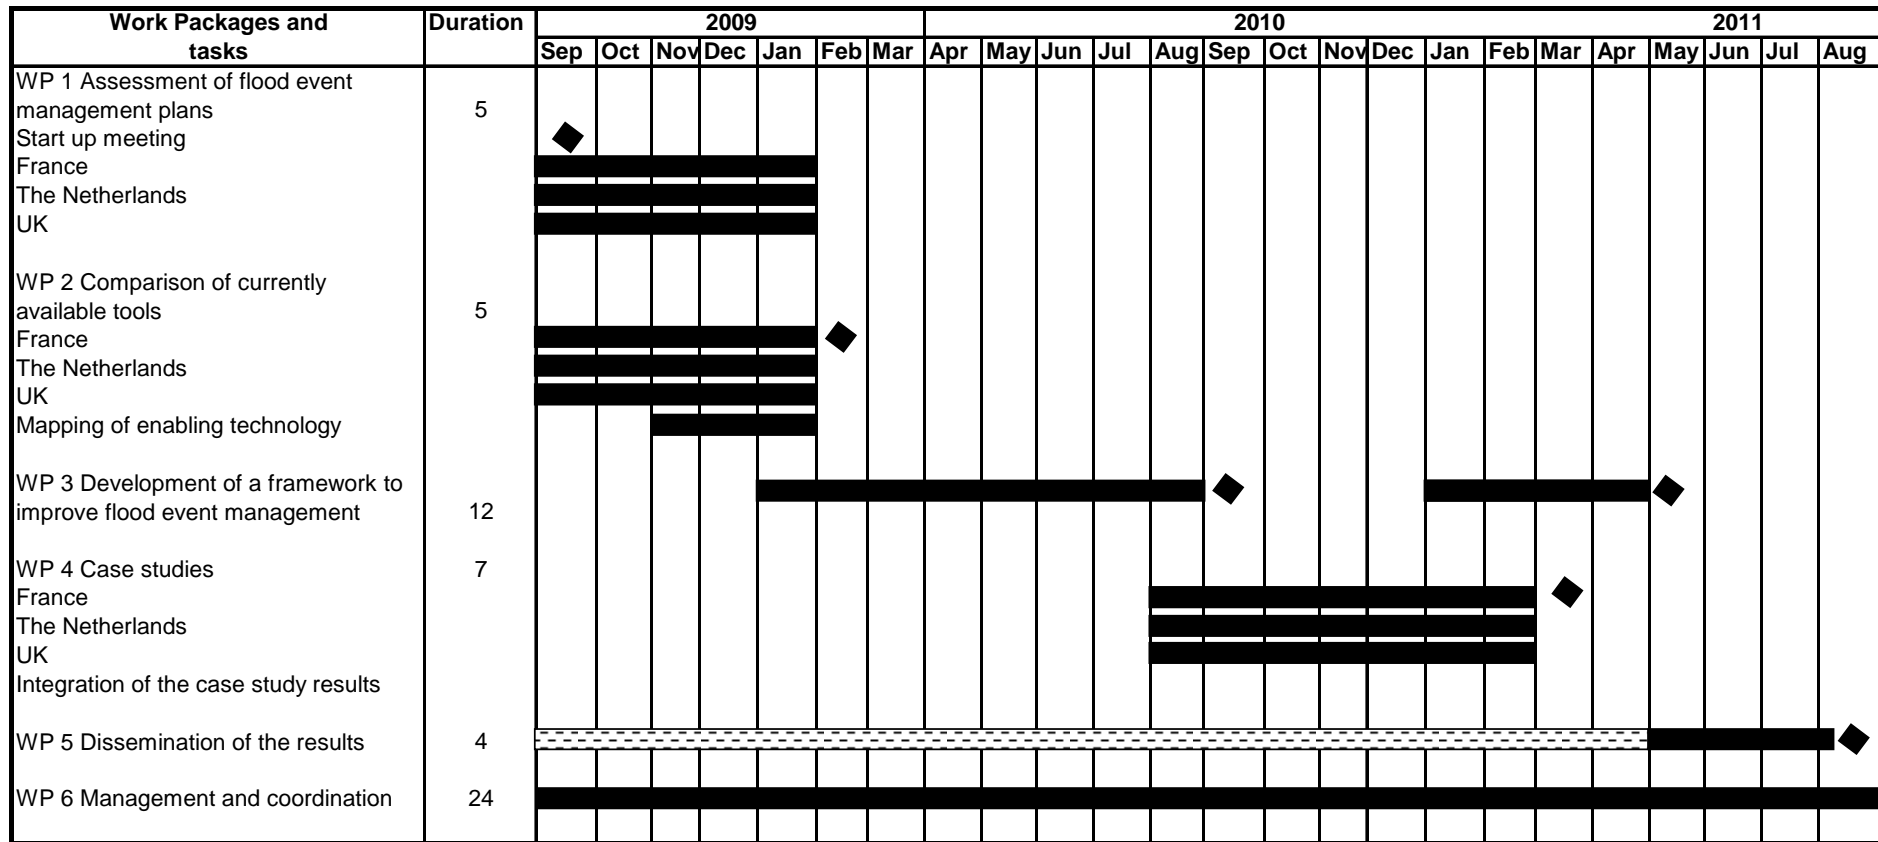 Work Packages and Duration 2009 2010 2011
tasks Sep Oct Nov Dec Jan Feb Mar Apr May Jun Jul Aug Sep Oct Nov Dec Jan Feb Mar Apr May Jun Jul Aug
WP 1 Assessment of flood event
management plans 5
Start up meeting
France
The Netherlands
UK
WP 2 Comparison of currently
available tools 5
France
The Netherlands
UK
Mapping of enabling technology
WP 3 Development of a framework to
improve flood event management 12
WP 4 Case studies 7
France
The Netherlands
UK
Integration of the case study results
WP 5 Dissemination of the results 4
WP 6 Management and coordination 24